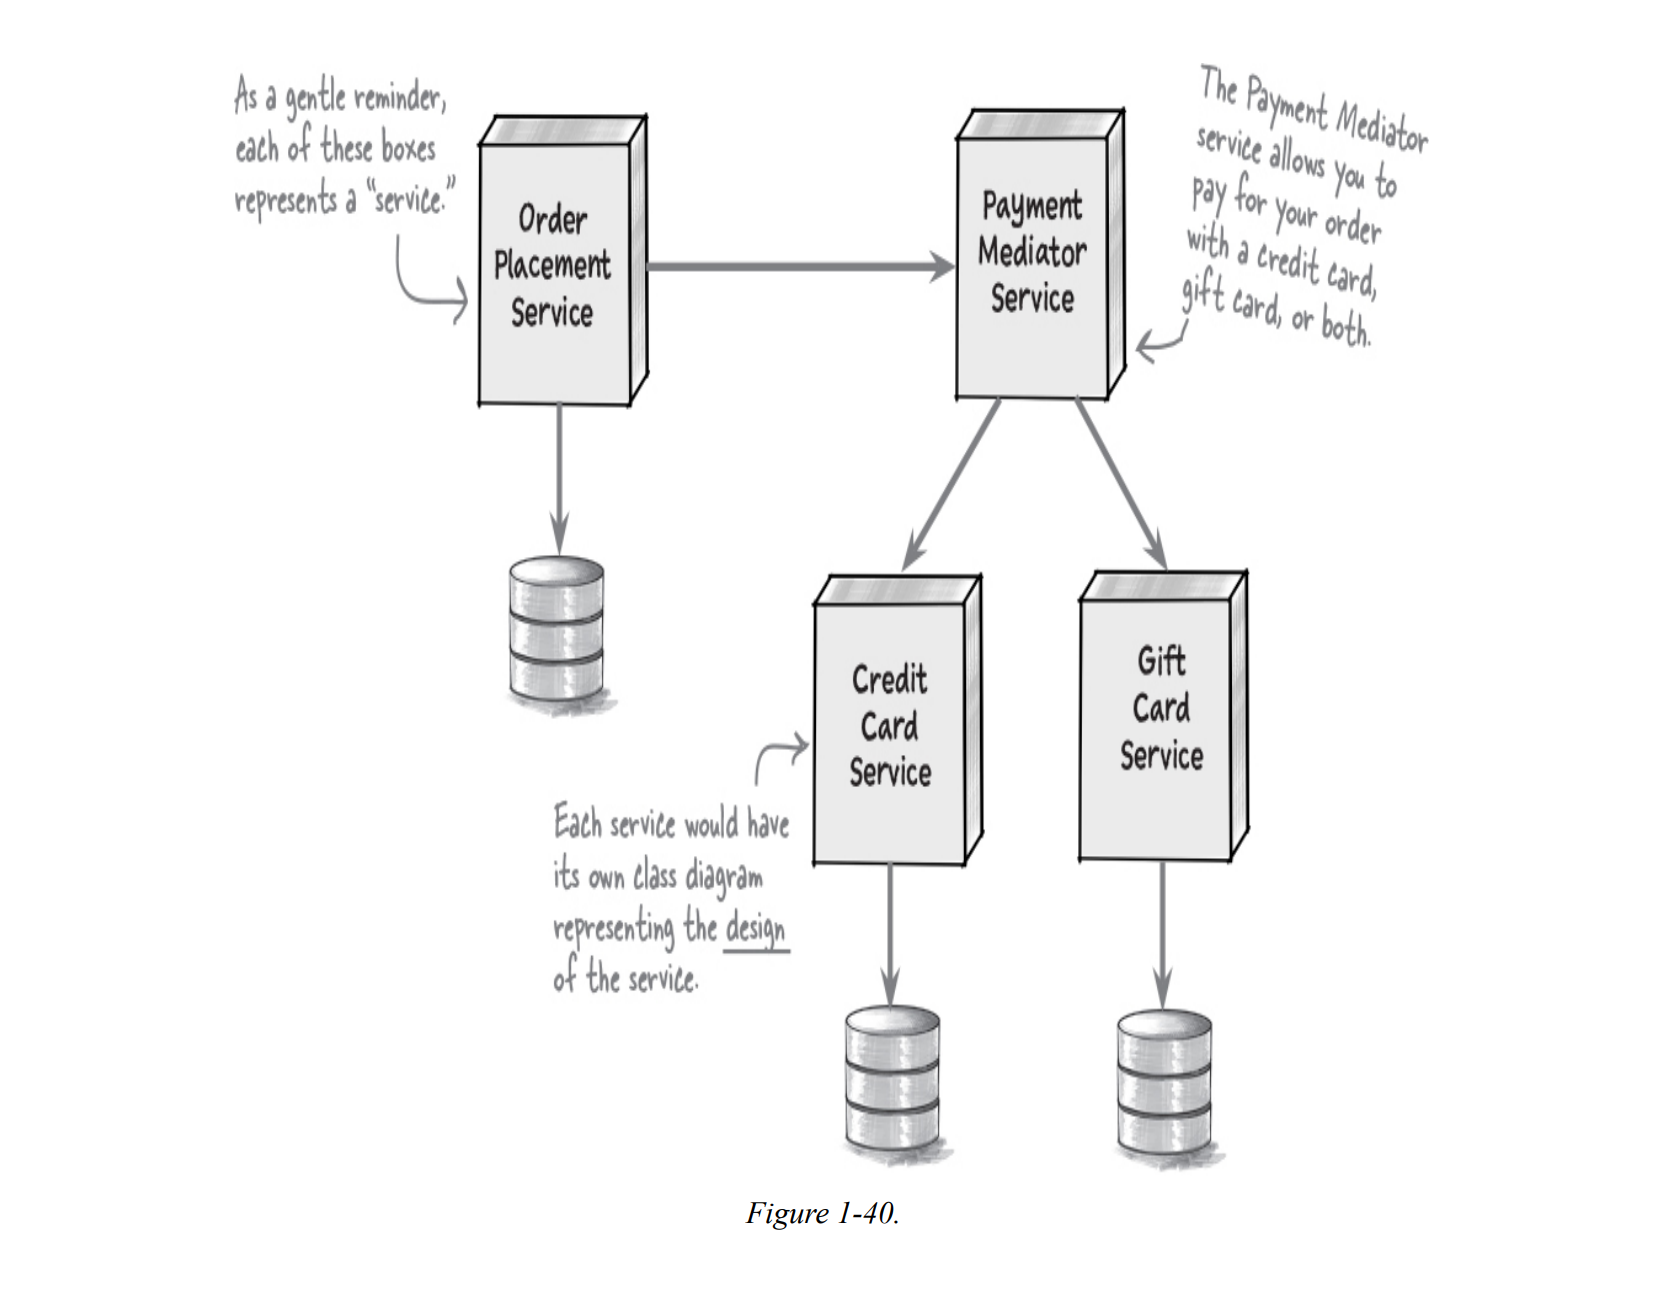 As a gentle reminder,
each of these boxes
represents a “service.”
Order
Placement
Service
Payment
Mediator
Service
The Payment Mediator
service allows you to
pay for your order
with a credit card,
gift card, or both.
Credit
Card
Service
Gift
Card
Service
Each service would have
its own class diagram
representing the design
of the service.
Figure 1-40.